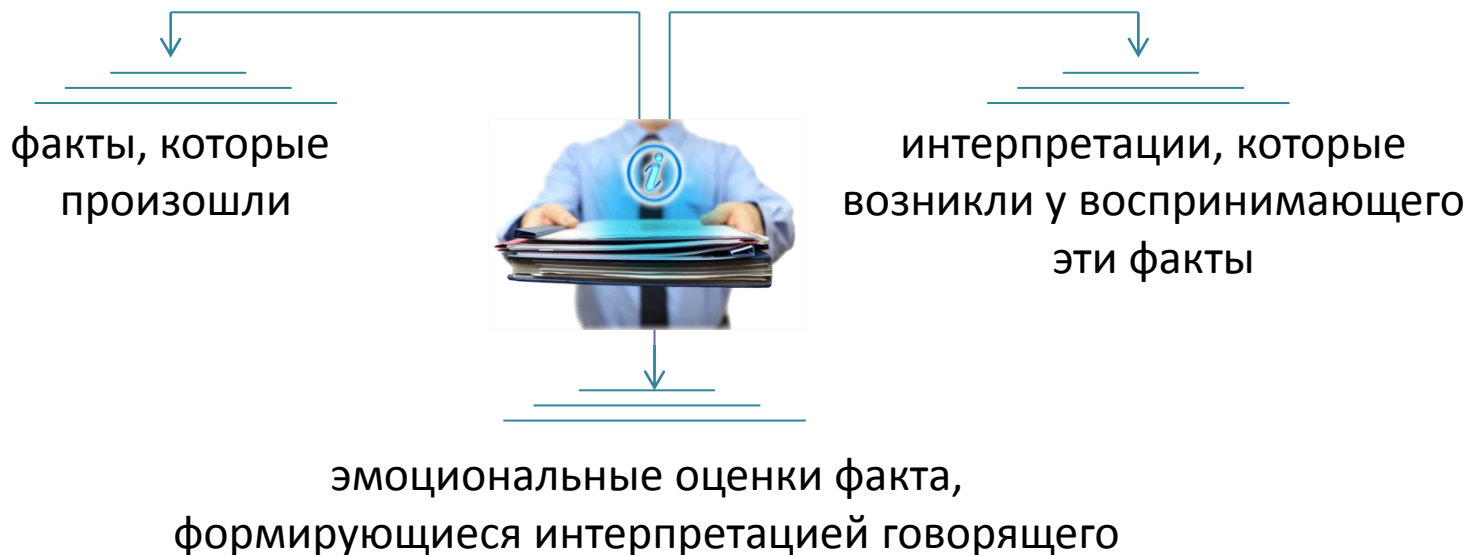 факты, которые
произошли
интерпретации, которые
возникли у воспринимающего
эти факты
i
эмоциональные оценки факта,
формирующиеся интерпретацией говорящего